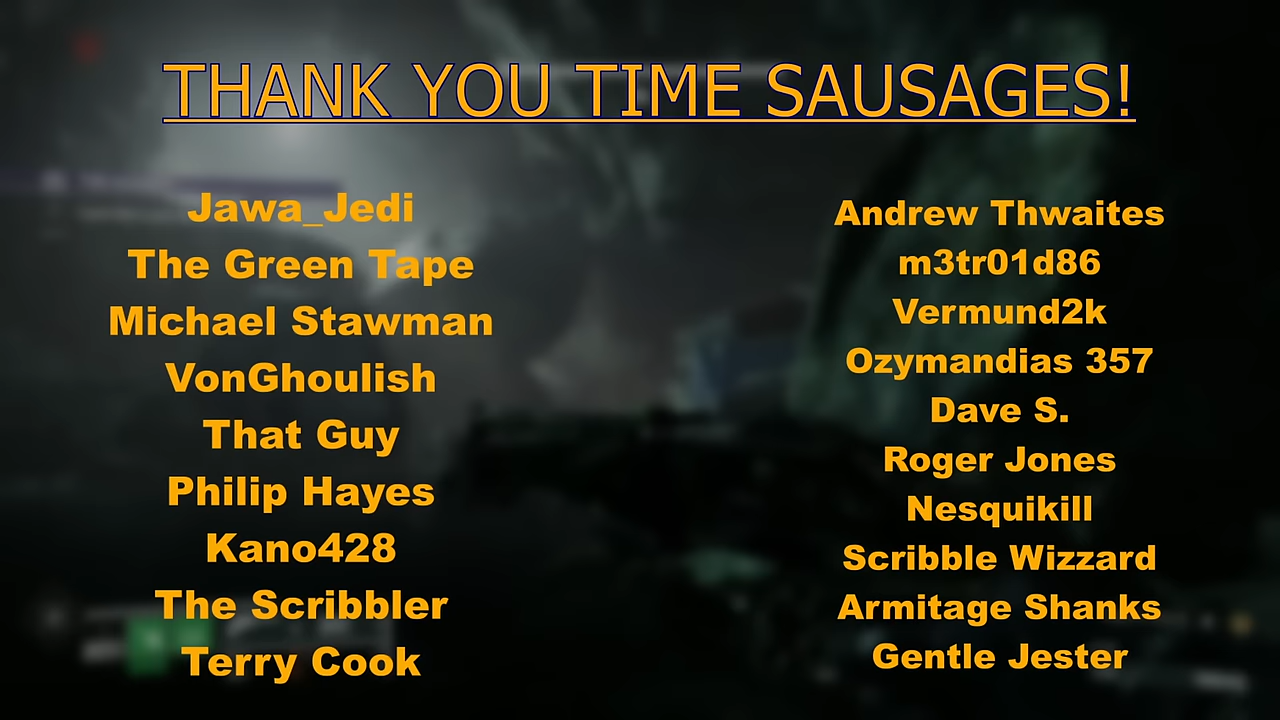 THANK YOU TIME SAUSAGES!
Jawa_Jedi
The Green Tape
Michael Stawman
VonGhoulish
That Guy
Philip Hayes
Kano428
The Scribbler
Terry Cook
Andrew Thwaites
m3tr01d86
Vermund2k
Ozymandias 357
Dave S.
Roger Jones
Nesquikill
Scribble Wizzard
Armitage Shanks
Gentle Jester